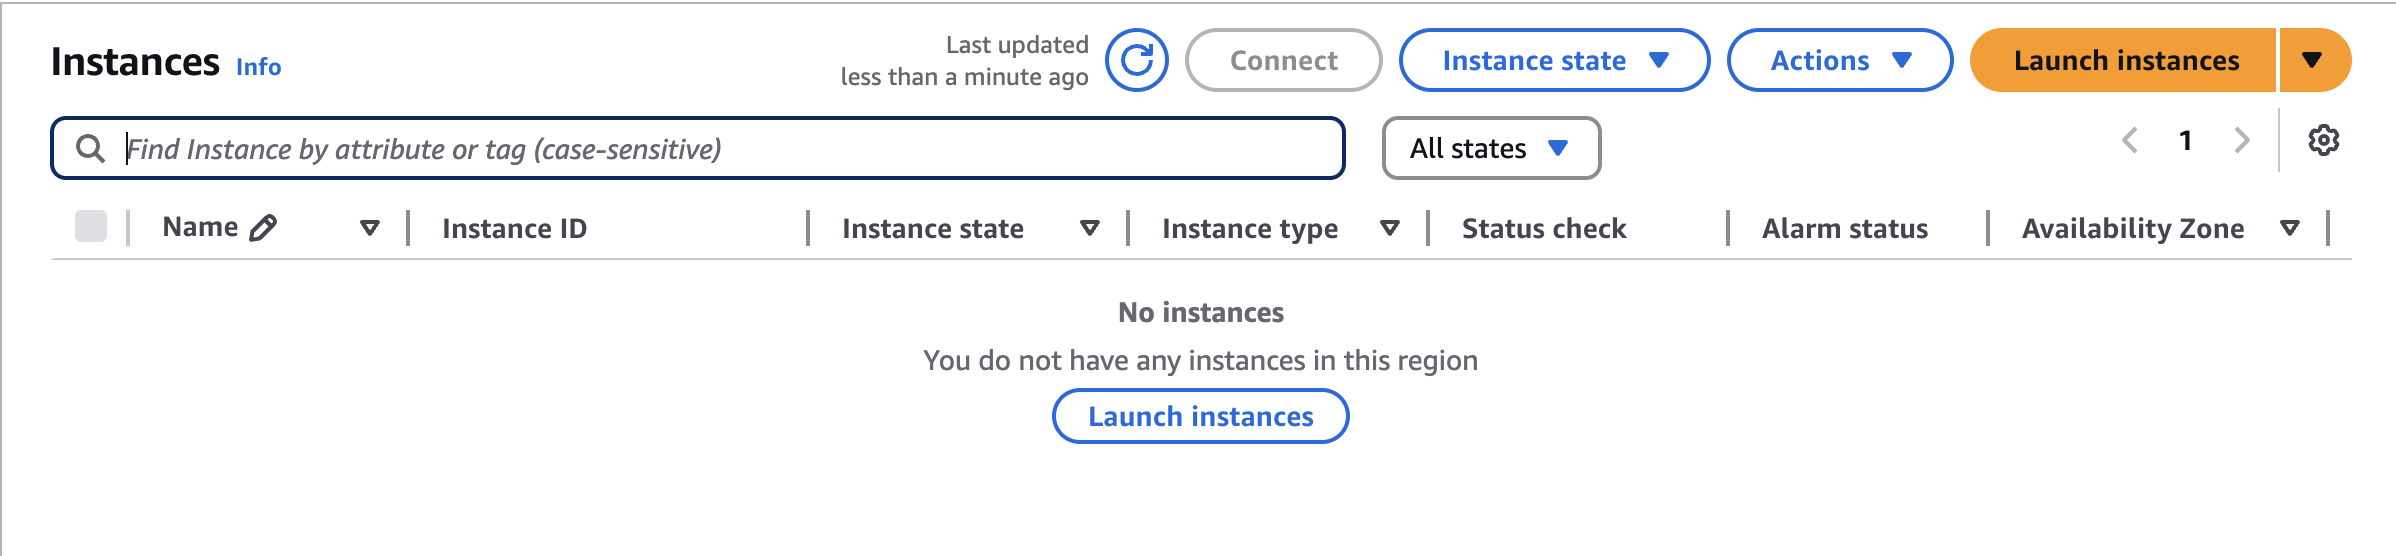 Instances Info
Last updated
less than a minute ago
Connect
Instance state
Actions
Launch instances
Find Instance by attribute or tag (case-sensitive)
All states
1
Name
Instance ID
Instance state
Instance type
Status check
Alarm status
Availability Zone
No instances
You do not have any instances in this region
Launch instances